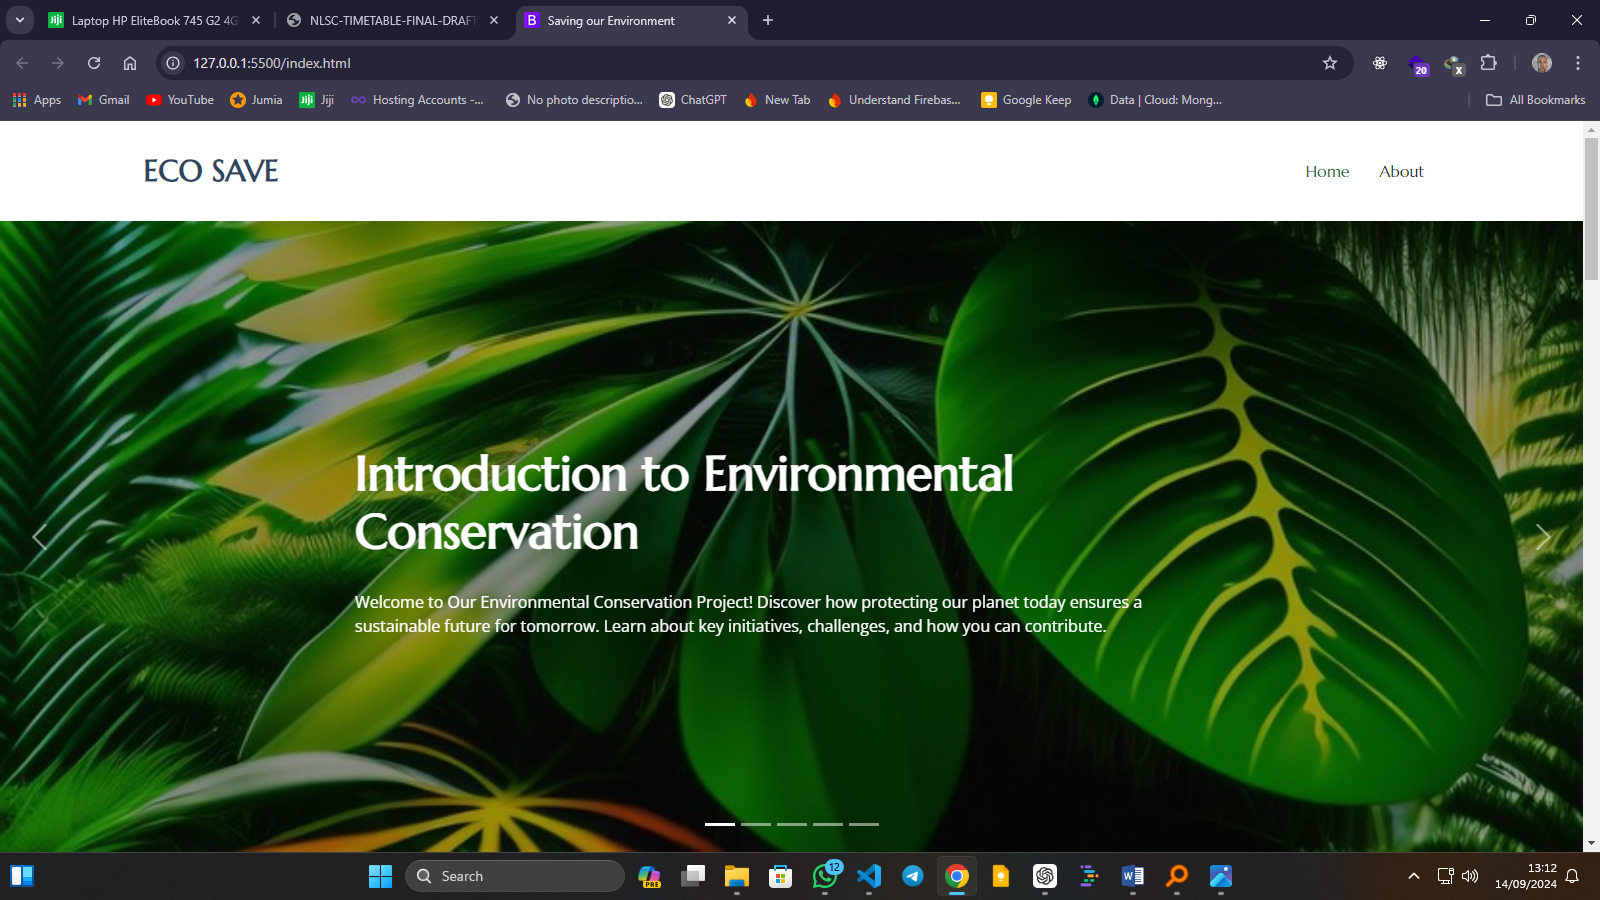 Jiji Laptop HP EliteBook 745 G2 4G
NLSC-TIMETABLE-FINAL-DRAFT
B Saving our Environment
127.0.0.1:5500/index.html
20
X
Apps
Gmail
YouTube
Jumia
Jiji Jiji
Hosting Accounts -...
No photo descriptio...
ChatGPT
New Tab
Understand Firebas...
Google Keep
Data | Cloud: Mong...
All Bookmarks
ECO SAVE
Home
About
Introduction to Environmental
Conservation
Welcome to Our Environmental Conservation Project! Discover how protecting our planet today ensures a
sustainable future for tomorrow. Learn about key initiatives, challenges, and how you can contribute.
Search
PRE
12
W
13:12
14/09/2024